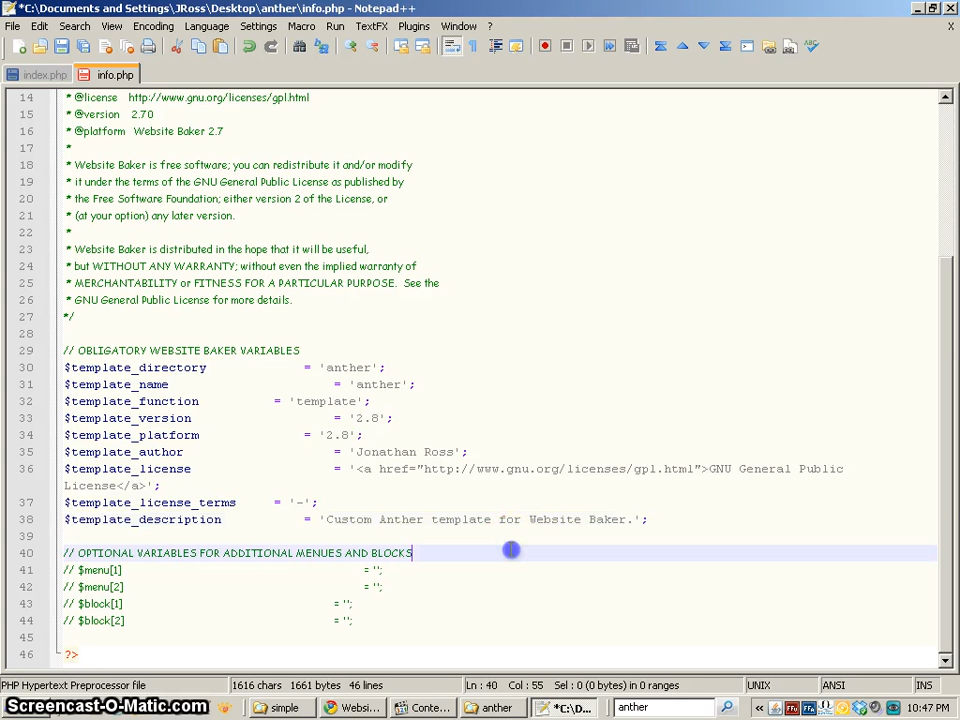 *C:\Documents and Settings\JRoss\Desktop\anther\info.php - Notepad++
File Edit Search View Encoding Language Settings Macro Run TextFX Plugins Window ? X
index.php info.php
14 * @license http://www.gnu.org/licenses/gpl.html
15 * @version 2.70
16 * @platform Website Baker 2.7
17 *
18 * Website Baker is free software; you can redistribute it and/or modify
19 * it under the terms of the GNU General Public License as published by
20 * the Free Software Foundation; either version 2 of the License, or
21 * (at your option) any later version.
22 *
23 * Website Baker is distributed in the hope that it will be useful,
24 * but WITHOUT ANY WARRANTY; without even the implied warranty of
25 * MERCHANTABILITY or FITNESS FOR A PARTICULAR PURPOSE. See the
26 * GNU General Public License for more details.
27 */
28
29 // OBLIGATORY WEBSITE BAKER VARIABLES
30 $template_directory = 'anther';
31 $template_name = 'anther';
32 $template_function = 'template';
33 $template_version = '2.8';
34 $template_platform = '2.8';
35 $template_author = 'Jonathan Ross';
36 $template_license = '<a href="http://www.gnu.org/licenses/gpl.html">GNU General Public
License</a>';
37 $template_license_terms = '-';
38 $template_description = 'Custom Anther template for Website Baker.';
39
40 // OPTIONAL VARIABLES FOR ADDITIONAL MENUES AND BLOCKS
41 // $menu[1] = '';
42 // $menu[2] = '';
43 // $block[1] = '';
44 // $block[2] = '';
45
46 ?>
PHP Hypertext Preprocessor file 1616 chars 1661 bytes 46 lines Ln : 40 Col : 55 Sel : 0 (0 bytes) in 0 ranges UNIX ANSI INS
Screencast-O-Matic.com simple Websi... Conte... anther *C:\D... anther 10:47 PM